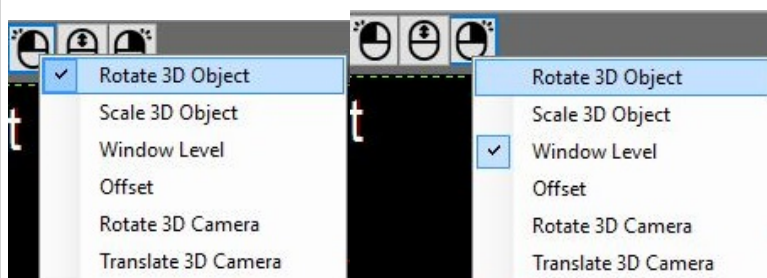 t
Rotate 3D Object
Scale 3D Object
Window Level
Offset
Rotate 3D Camera
Translate 3D Camera
t
Rotate 3D Object
Scale 3D Object
Window Level
Offset
Rotate 3D Camera
Translate 3D Camera